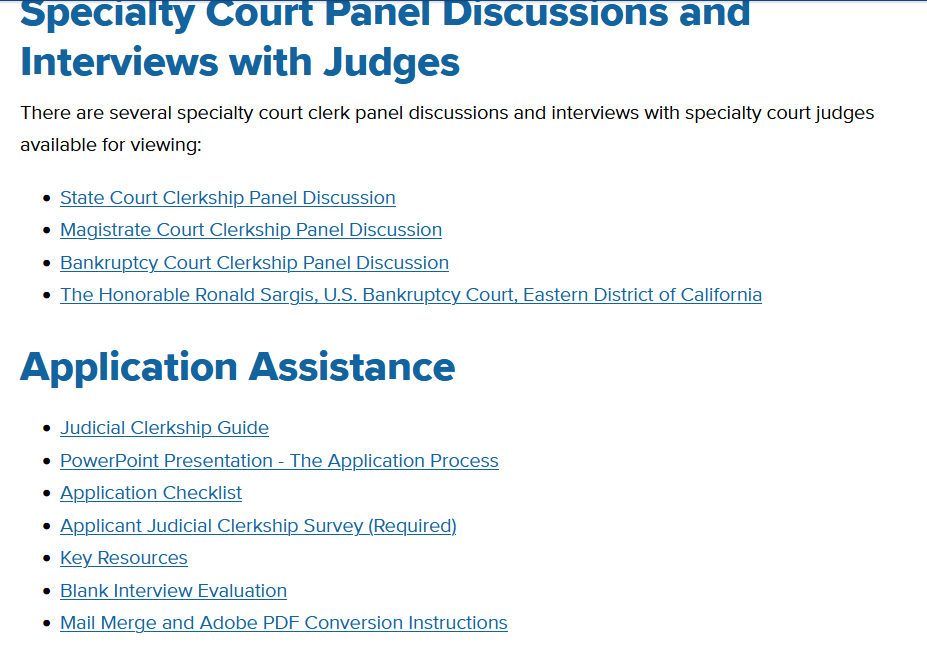 Specialty Court Panel Discussions and
Interviews with Judges
There are several specialty court clerk panel discussions and interviews with specialty court judges
available for viewing:
State Court Clerkship Panel Discussion
Magistrate Court Clerkship Panel Discussion
Bankruptcy Court Clerkship Panel Discussion
The Honorable Ronald Sargis, U.S. Bankruptcy Court, Eastern District of California
Application Assistance
Judicial Clerkship Guide
PowerPoint Presentation - The Application Process
Application Checklist
Applicant Judicial Clerkship Survey (Required)
Key Resources
Blank Interview Evaluation
Mail Merge and Adobe PDF Conversion Instructions